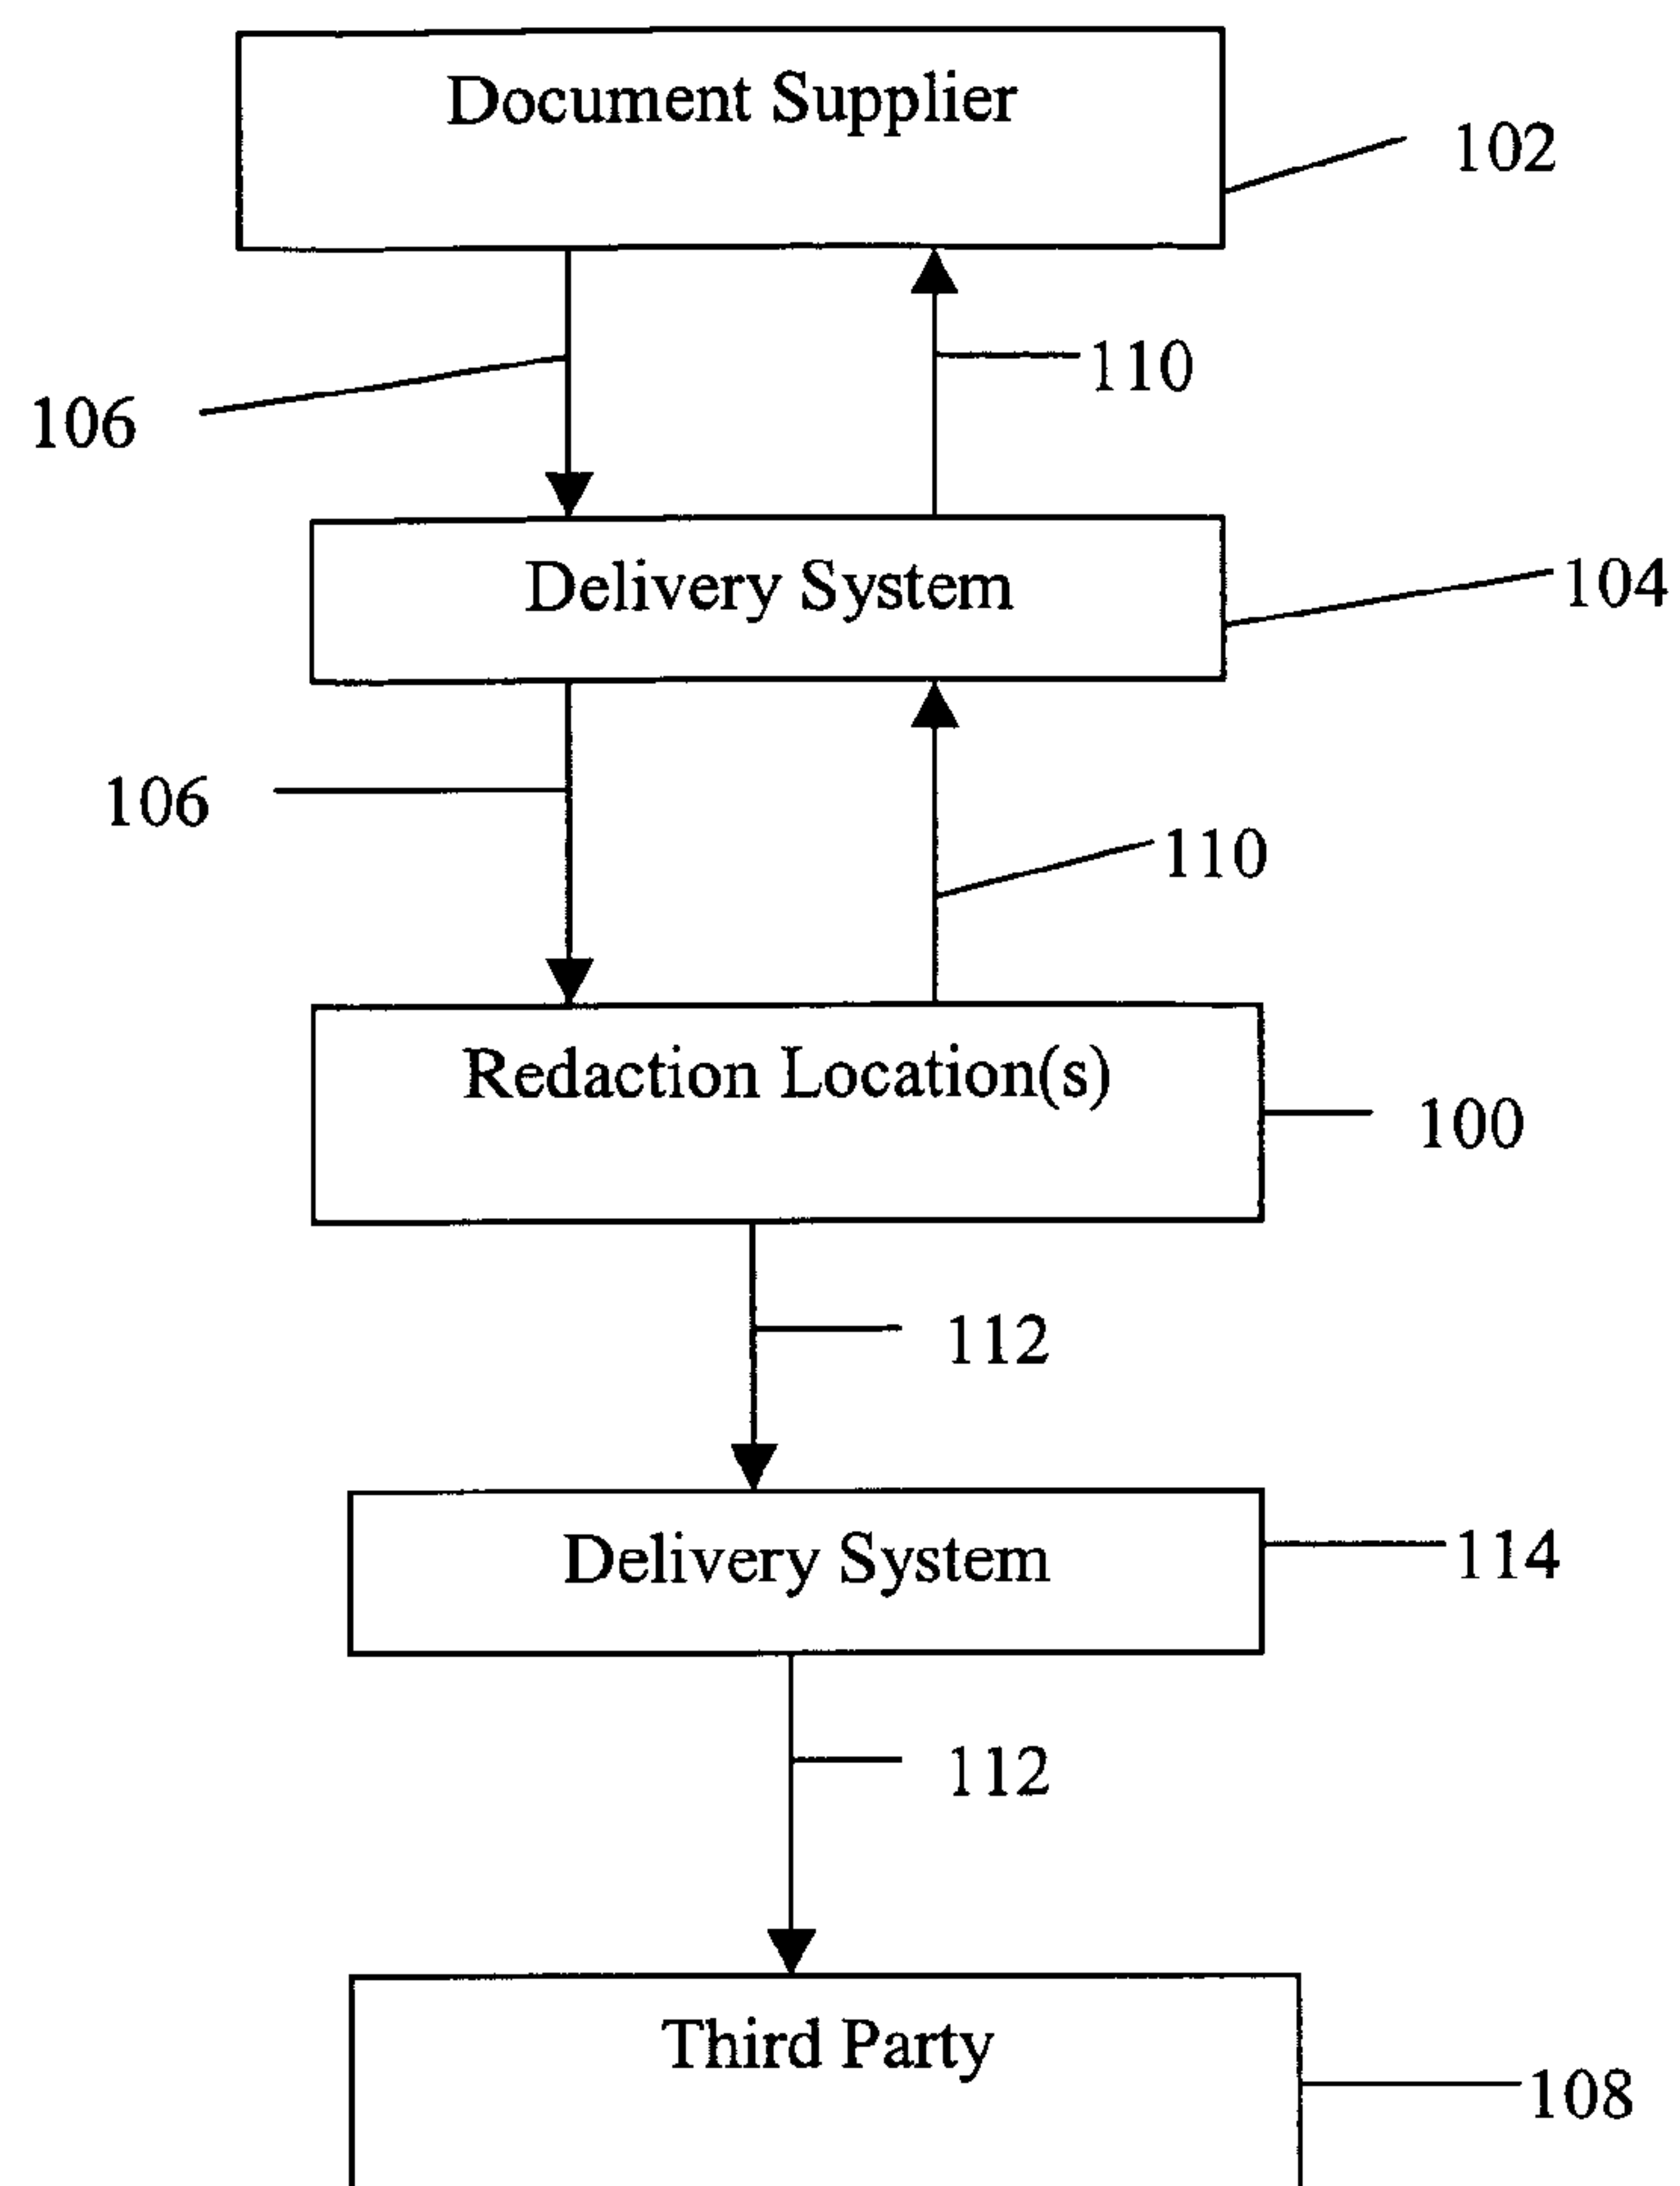 Document Supplier
102
110
106
Delivery System
104
106
110
Redaction Location(s)
100
112
Delivery System
114
112
Third Party
108